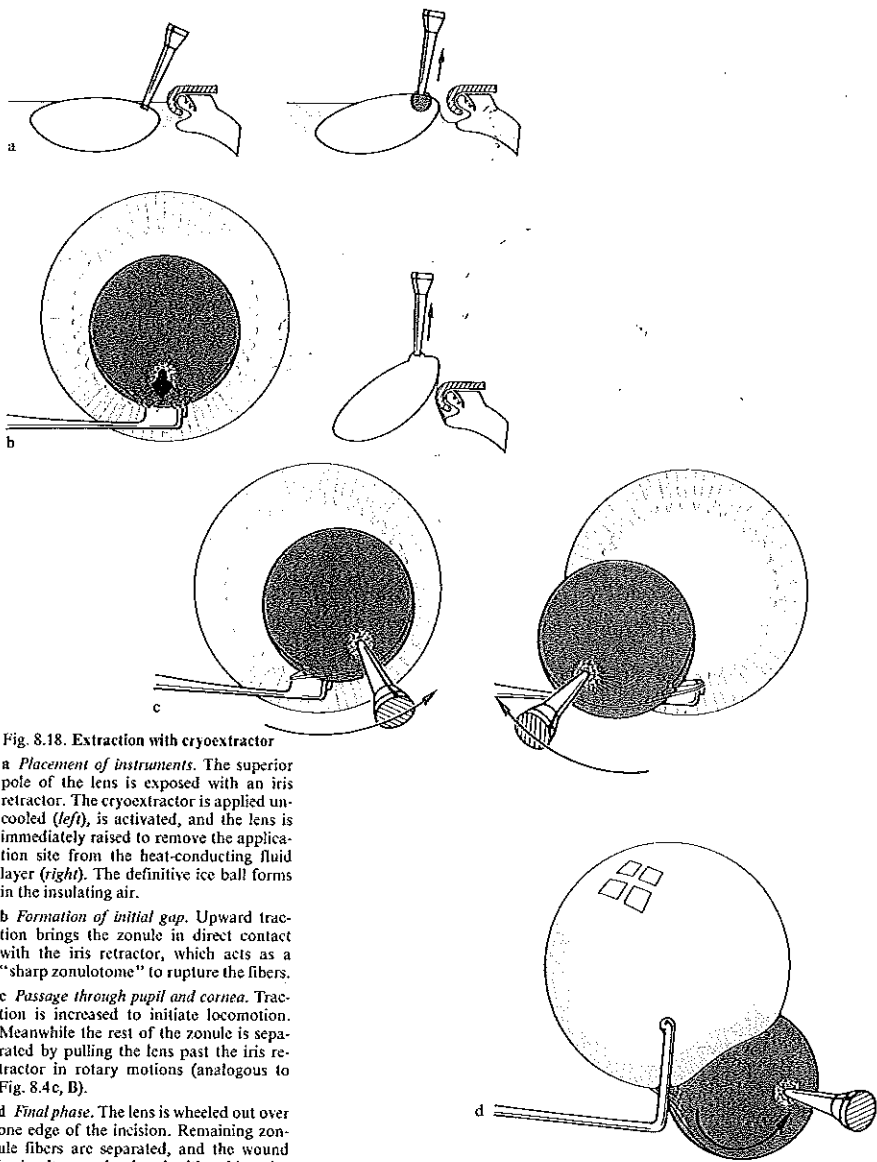 a
b
c
Fig. 8.18. Extraction with cryoextractor
a Placement of instruments. The superior
pole of the lens is exposed with an iris
retractor. The cryoextractor is applied un-
cooled (left), is activated, and the lens is
immediately raised to remove the applica-
tion site from the heat-conducting fluid
layer (right). The definitive ice ball forms
in the insulating air.
b Formation of initial gap. Upward trac-
tion brings the zonule in direct contact
with the iris retractor, which acts as a
"sharp zonulotome" to rupture the fibers.
c Passage through pupil and cornea. Trac-
tion is increased to initiate locomotion.
Meanwhile the rest of the zonule is sepa-
rated by pulling the lens past the iris re-
tractor in rotary motions (analogous to
Fig. 8.4c, B).
d Final phase. The lens is wheeled out over
one edge of the incision. Remaining zon-
ule fibers are separated, and the wound
d